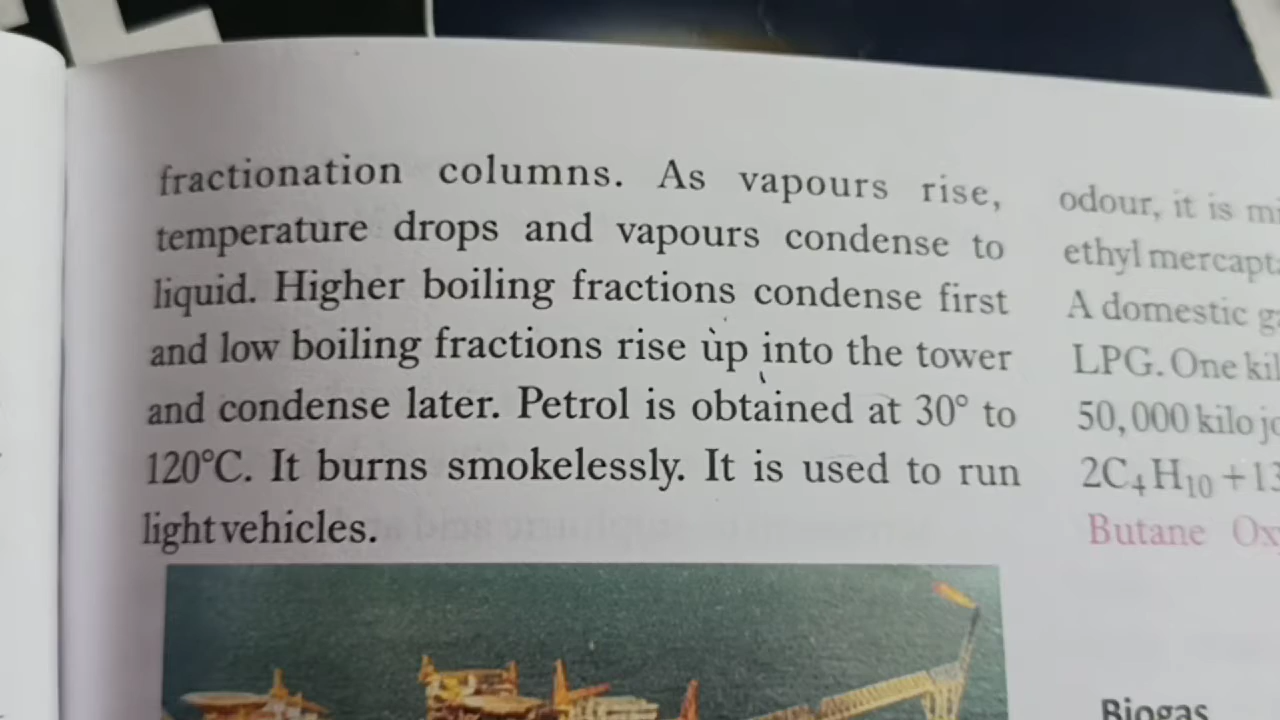 fractionation columns. As vapours rise,
temperature drops and vapours condense to
liquid. Higher boiling fractions condense first
and low boiling fractions rise up into the tower
and condense later. Petrol is obtained at 30° to
120°C. It burns smokelessly. It is used to run
light vehicles.
odour, it is
ethyl
A domestic
LPG. One
50,000 kilo
2C₄H₁₀ + 13
Butane
Biogas